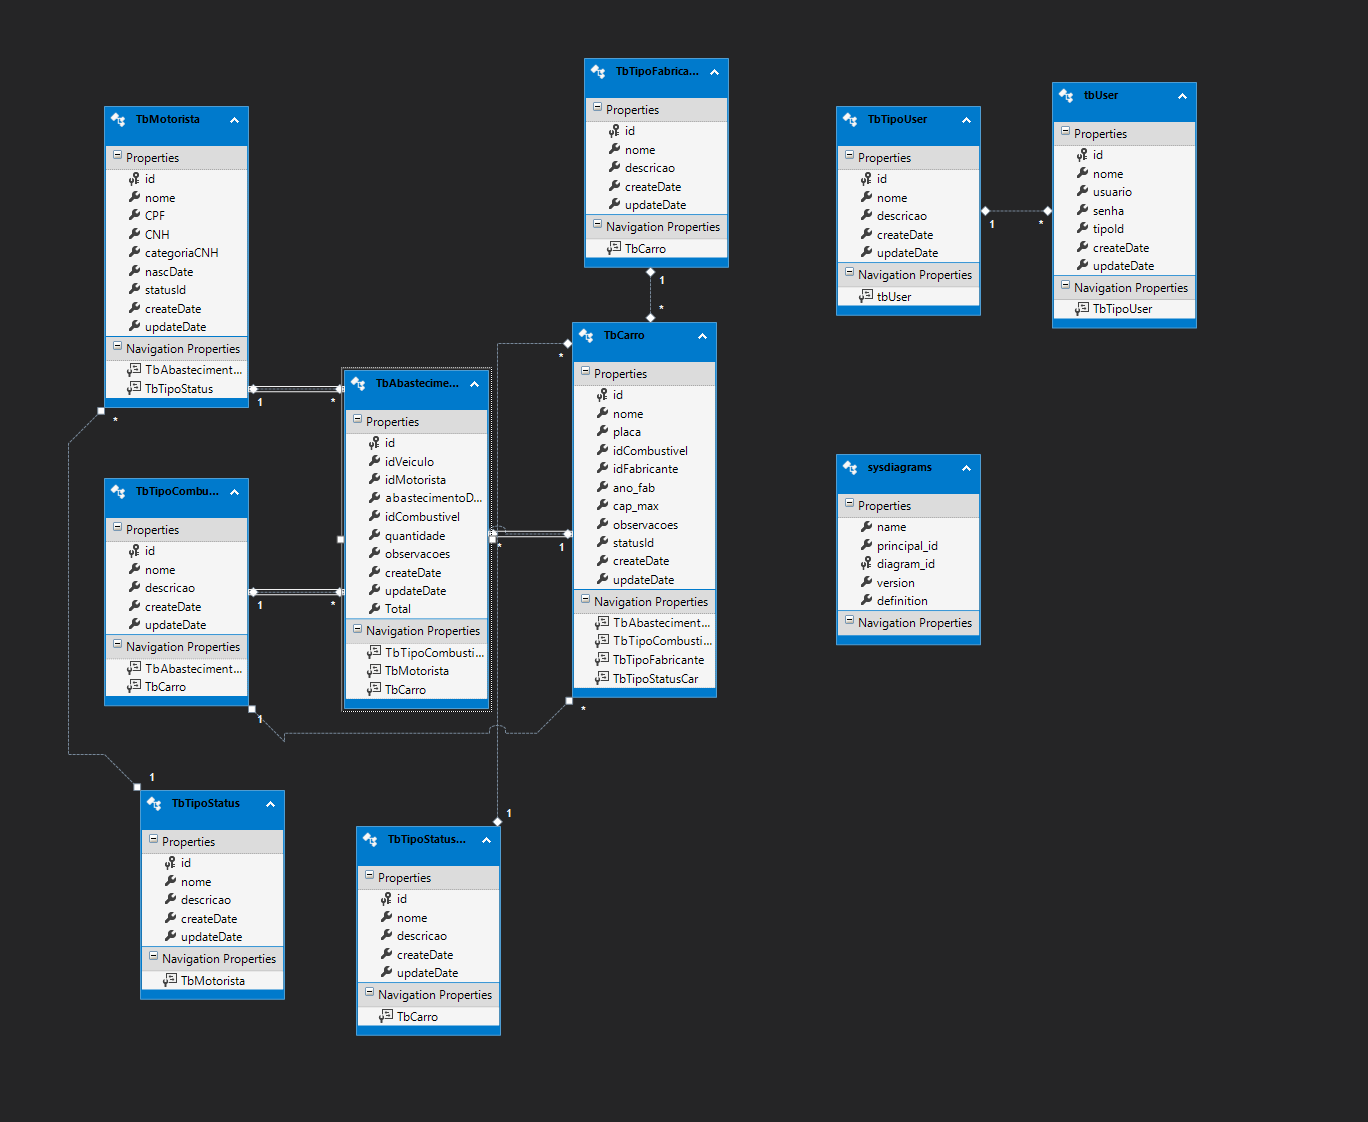 TbTipoFabrica...
Properties
id
nome
descricao
createDate
updateDate
Navigation Properties
TbCarro
1
*
TbMotorista
Properties
id
nome
CPF
CNH
categoriaCNH
nascDate
statusId
createDate
updateDate
Navigation Properties
TbAbasteciment...
TbTipoStatus
1
*
*
TbAbastecime...
Properties
id
idVeiculo
idMotorista
abastecimentoD...
idCombustivel
quantidade
observacoes
createDate
updateDate
Total
Navigation Properties
TbTipoCombusti...
TbMotorista
TbCarro
*
1
TbCarro
Properties
id
nome
placa
idCombustivel
idFabricante
ano_fab
cap_max
observacoes
statusId
createDate
updateDate
Navigation Properties
TbAbasteciment...
TbTipoCombusti...
TbTipoFabricante
TbTipoStatusCar
*
*
TbTipoCombu...
Properties
id
nome
descricao
createDate
updateDate
Navigation Properties
TbAbasteciment...
TbCarro
1
*
1
TbTipoStatus
Properties
id
nome
descricao
createDate
updateDate
Navigation Properties
TbMotorista
1
TbTipoStatus...
Properties
id
nome
descricao
createDate
updateDate
Navigation Properties
TbCarro
1
TbTipoUser
Properties
id
nome
descricao
createDate
updateDate
Navigation Properties
tbUser
1
*
tbUser
Properties
id
nome
usuario
senha
tipoId
createDate
updateDate
Navigation Properties
TbTipoUser
sysdiagrams
Properties
name
principal_id
diagram_id
version
definition
Navigation Properties